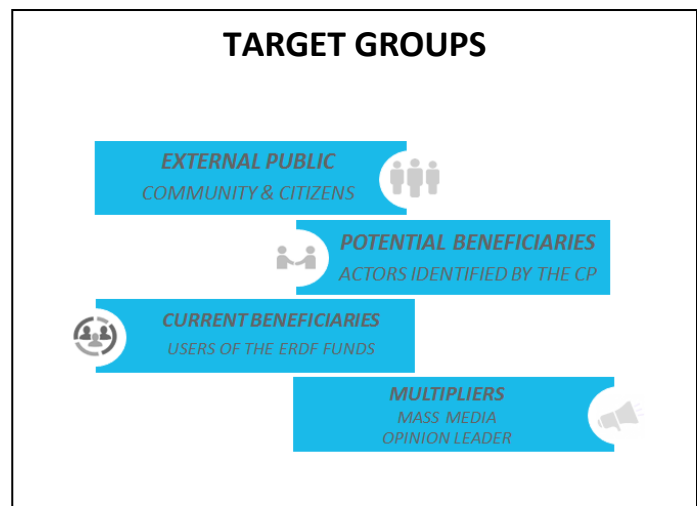 TARGET GROUPS
EXTERNAL PUBLIC
COMMUNITY & CITIZENS
POTENTIAL BENEFICIARIES
ACTORS IDENTIFIED BY THE CP
CURRENT BENEFICIARIES
USERS OF THE ERDF FUNDS
MULTIPLIERS
MASS MEDIA
OPINION LEADER